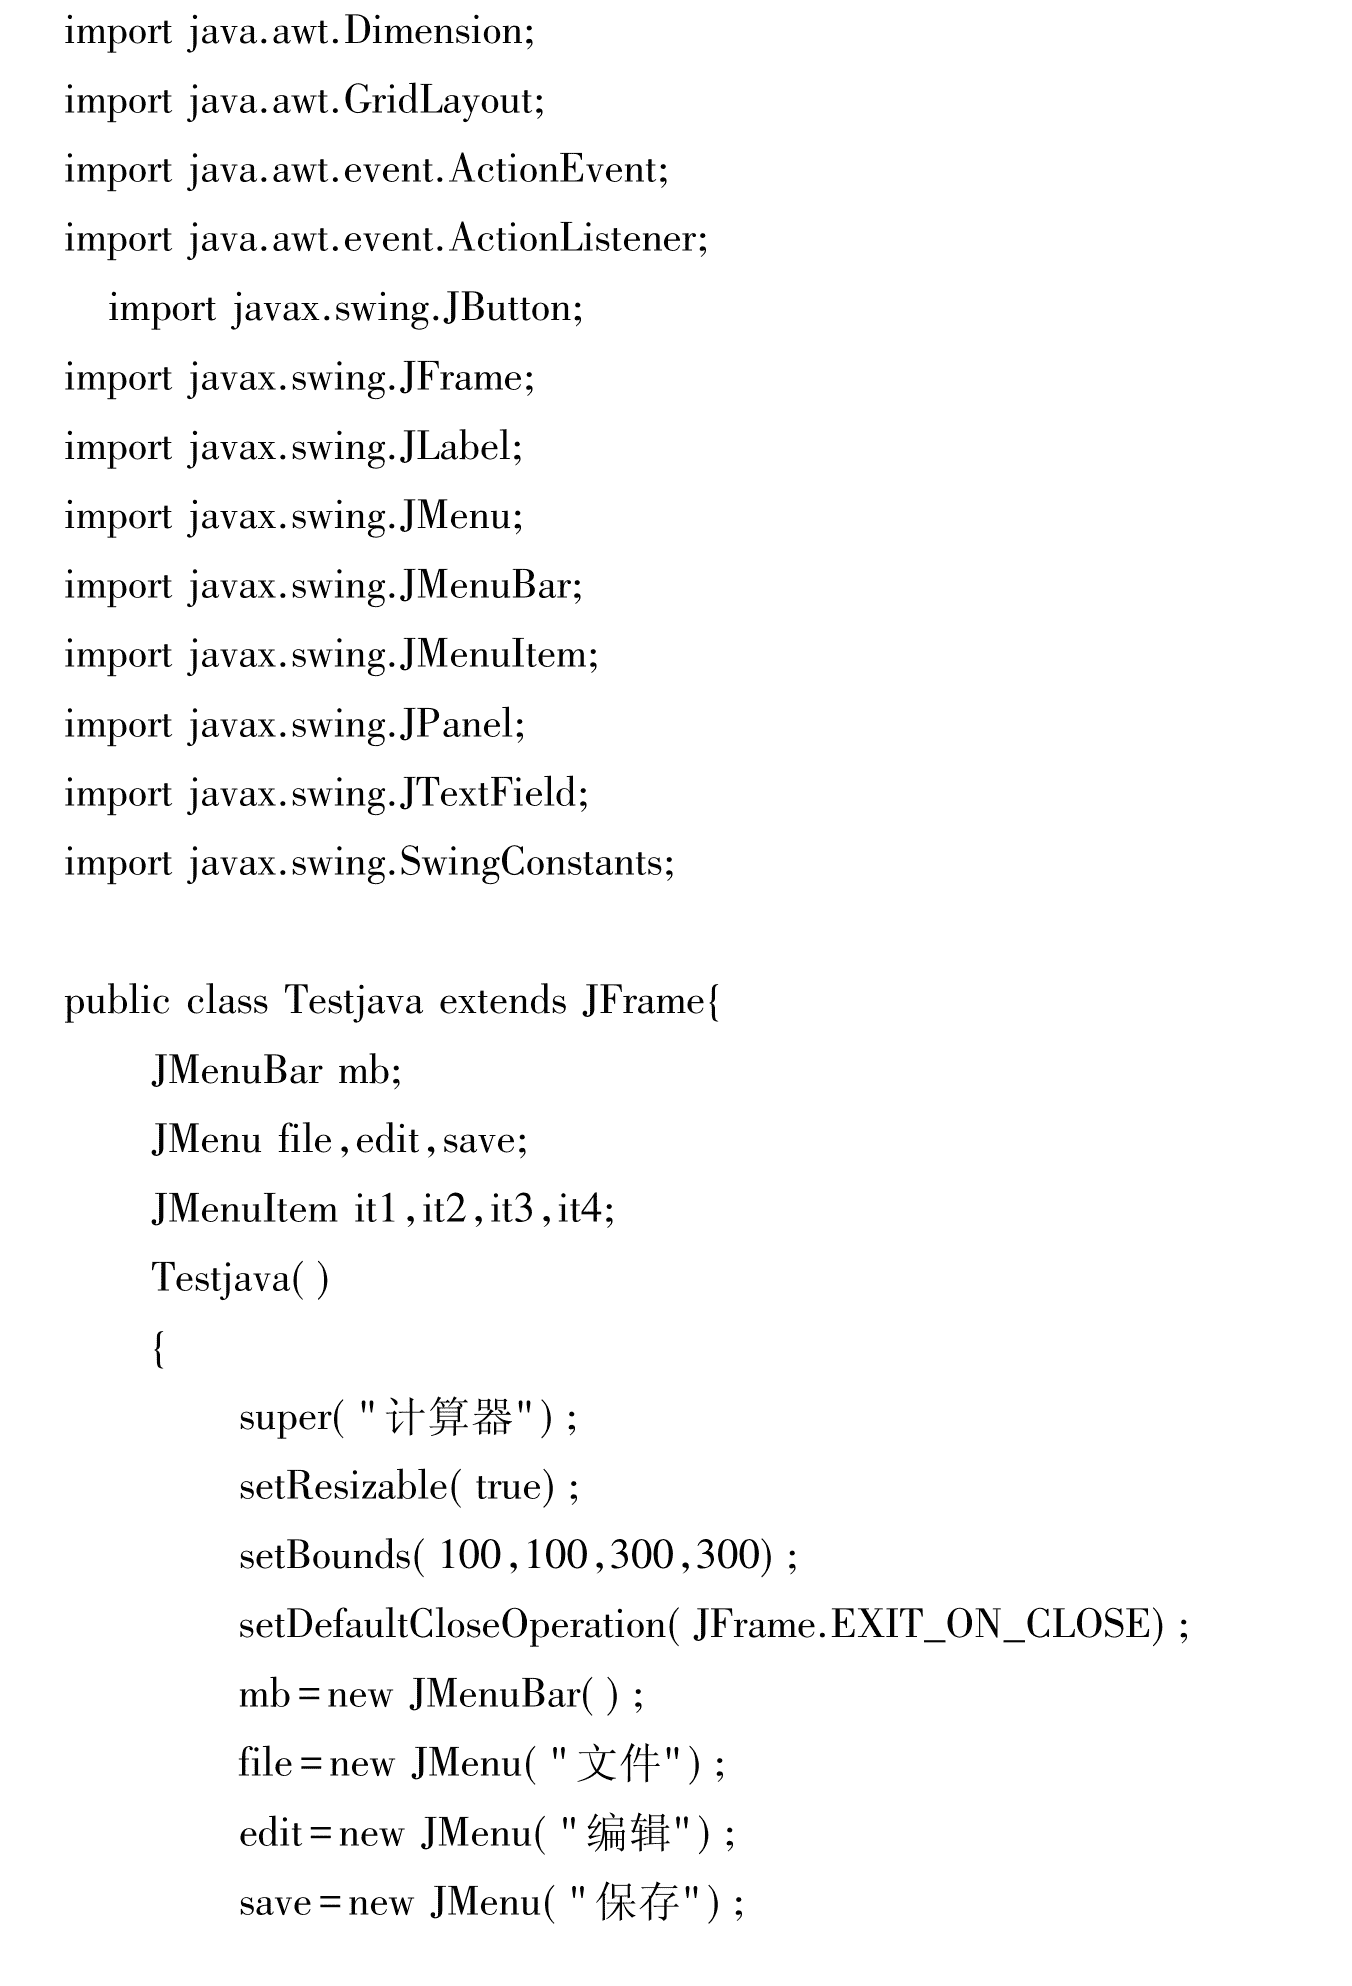 import java.awt.Dimension;
import java.awt.GridLayout;
import java.awt.event.ActionEvent;
import java.awt.event.ActionListener;
import javax.swing.JButton;
import javax.swing.JFrame;
import javax.swing.JLabel;
import javax.swing.JMenu;
import javax.swing.JMenuBar;
import javax.swing.JMenuItem;
import javax.swing.JPanel;
import javax.swing.JTextField;
import javax.swing.SwingConstants;
public class Testjava extends JFrame{
JMenuBar mb;
JMenu file,edit,save;
JMenuItem it1,it2,it3,it4;
Testjava()
{
super("计算器");
setResizable(true);
setBounds(100,100,300,300);
setDefaultCloseOperation(JFrame.EXIT_ON_CLOSE);
mb=new JMenuBar();
file=new JMenu("文件");
edit=new JMenu("编辑");
save=new JMenu("保存");